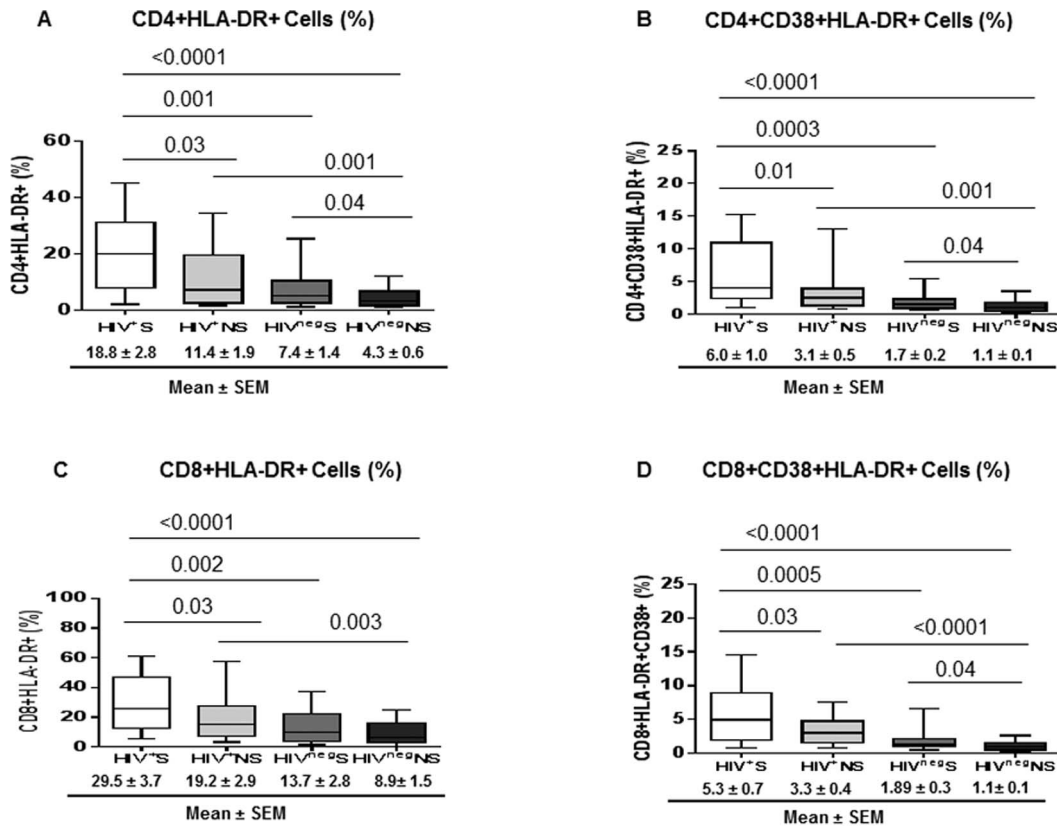 A CD4+HLA-DR+ Cells (%)
<0.0001
0.001
0.03
0.001
0.04
CD4+HLA-DR+ (%)
60
40
20
0
HIV⁺S HIV⁺NS HIVⁿᵉᵍS HIVⁿᵉᵍNS
18.8 ± 2.8 11.4 ± 1.9 7.4 ± 1.4 4.3 ± 0.6
Mean ± SEM
B CD4+CD38+HLA-DR+ Cells (%)
<0.0001
0.0003
0.01
0.001
0.04
CD4+CD38+HLA-DR+
25
20
15
10
5
0
HIV⁺S HIV⁺NS HIVⁿᵉᵍS HIVⁿᵉᵍNS
6.0 ± 1.0 3.1 ± 0.5 1.7 ± 0.2 1.1 ± 0.1
Mean ± SEM
C CD8+HLA-DR+ Cells (%)
<0.0001
0.002
0.03
0.003
CD8+HLA-DR+ (%)
100
80
60
40
20
0
HIV⁺S HIV⁺NS HIVⁿᵉᵍS HIVⁿᵉᵍNS
29.5 ± 3.7 19.2 ± 2.9 13.7 ± 2.8 8.9± 1.5
Mean ± SEM
D CD8+CD38+HLA-DR+ Cells (%)
<0.0001
0.0005
0.03
<0.0001
0.04
CD8+HLA-DR+CD38+
25
20
15
10
5
0
HIV⁺S HIV⁺NS HIVⁿᵉᵍS HIVⁿᵉᵍNS
5.3 ± 0.7 3.3 ± 0.4 1.89 ± 0.3 1.1± 0.1
Mean ± SEM